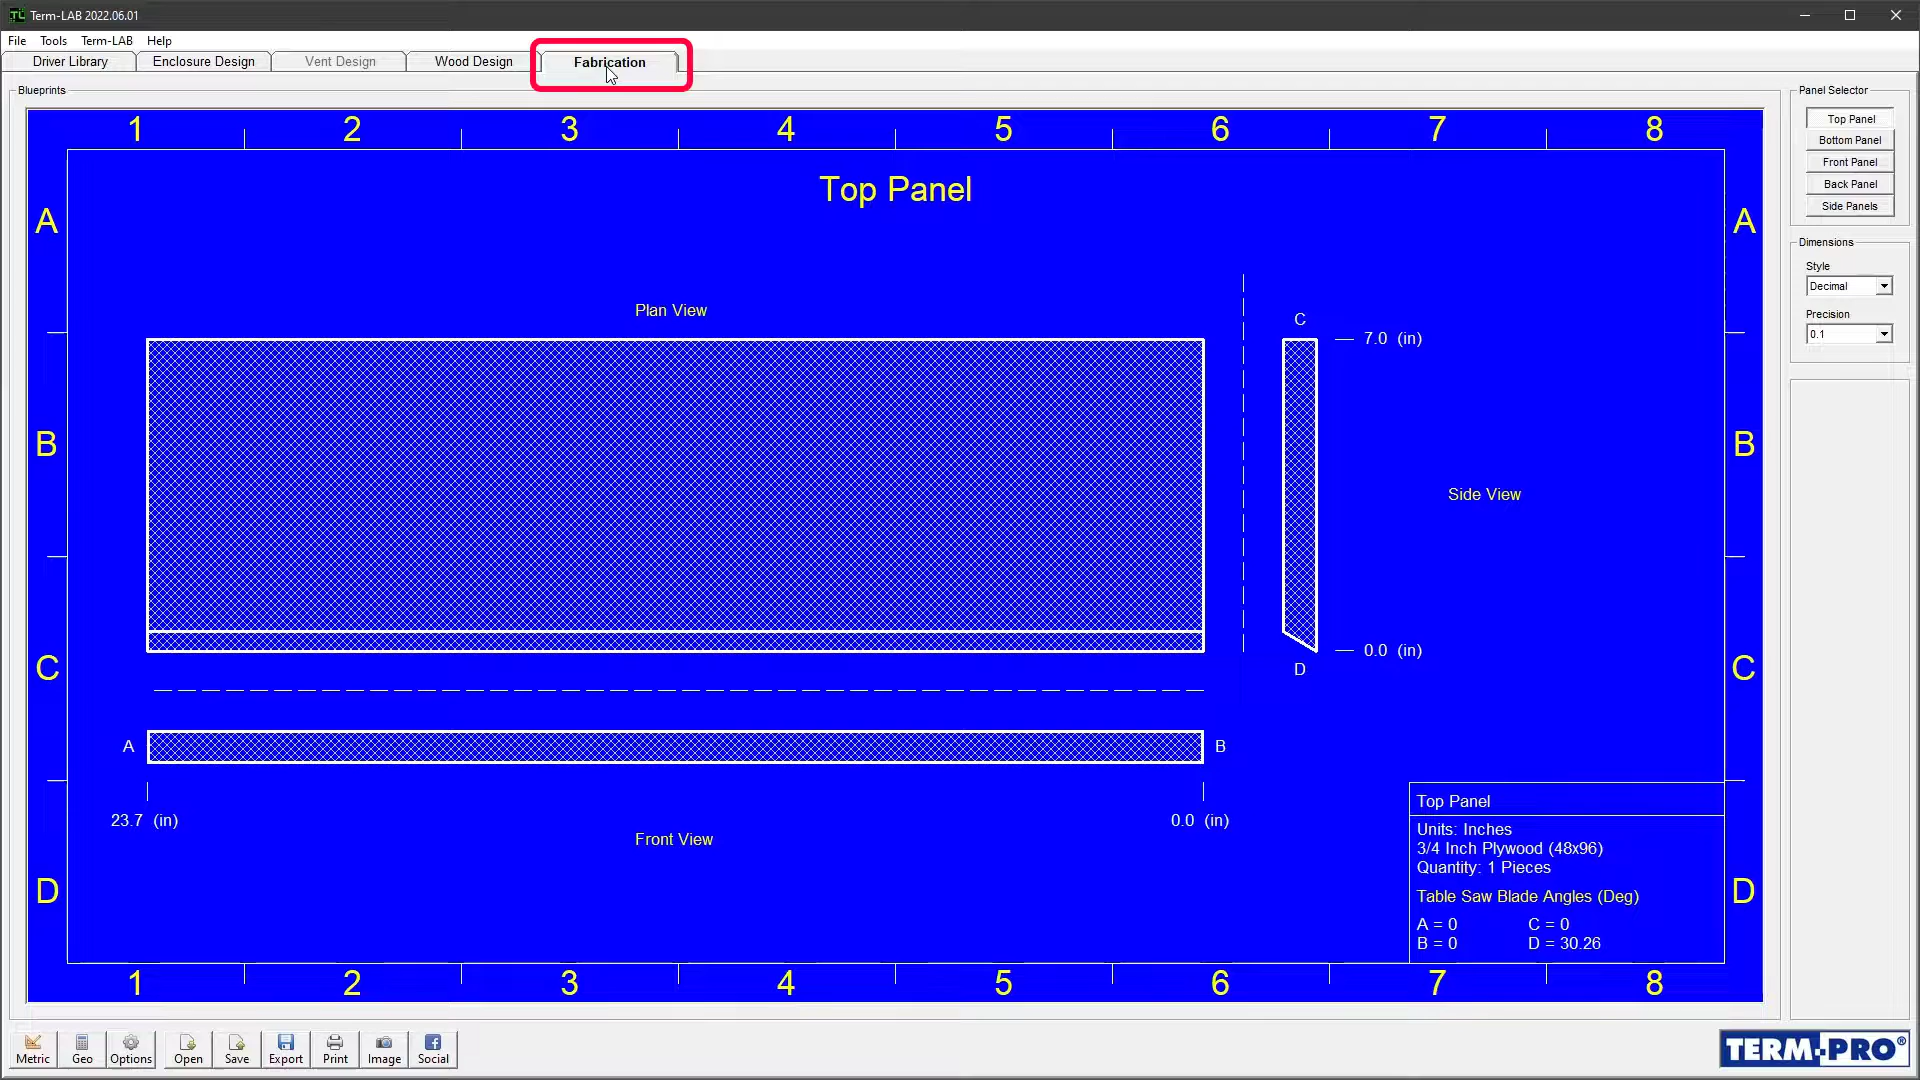 Term-LAB 2022.06.01
File Tools Term-LAB Help
Driver Library Enclosure Design Vent Design Wood Design Fabrication
Blueprints
1 2 3 4 5 6 7 8
Top Panel
A A
Plan View
C
7.0 (in)
B B
Side View
0.0 (in)
C C
D
A B
23.7 (in) 0.0 (in)
Front View
D D
Top Panel
Units: Inches
3/4 Inch Plywood (48x96)
Quantity: 1 Pieces
Table Saw Blade Angles (Deg)
A = 0 C = 0
B = 0 D = 30.26
1 2 3 4 5 6 7 8
Panel Selector
Top Panel
Bottom Panel
Front Panel
Back Panel
Side Panels
Dimensions
Style
Decimal
Precision
0.1
Metric Geo Options Open Save Export Print Image Social
TERM-PRO®